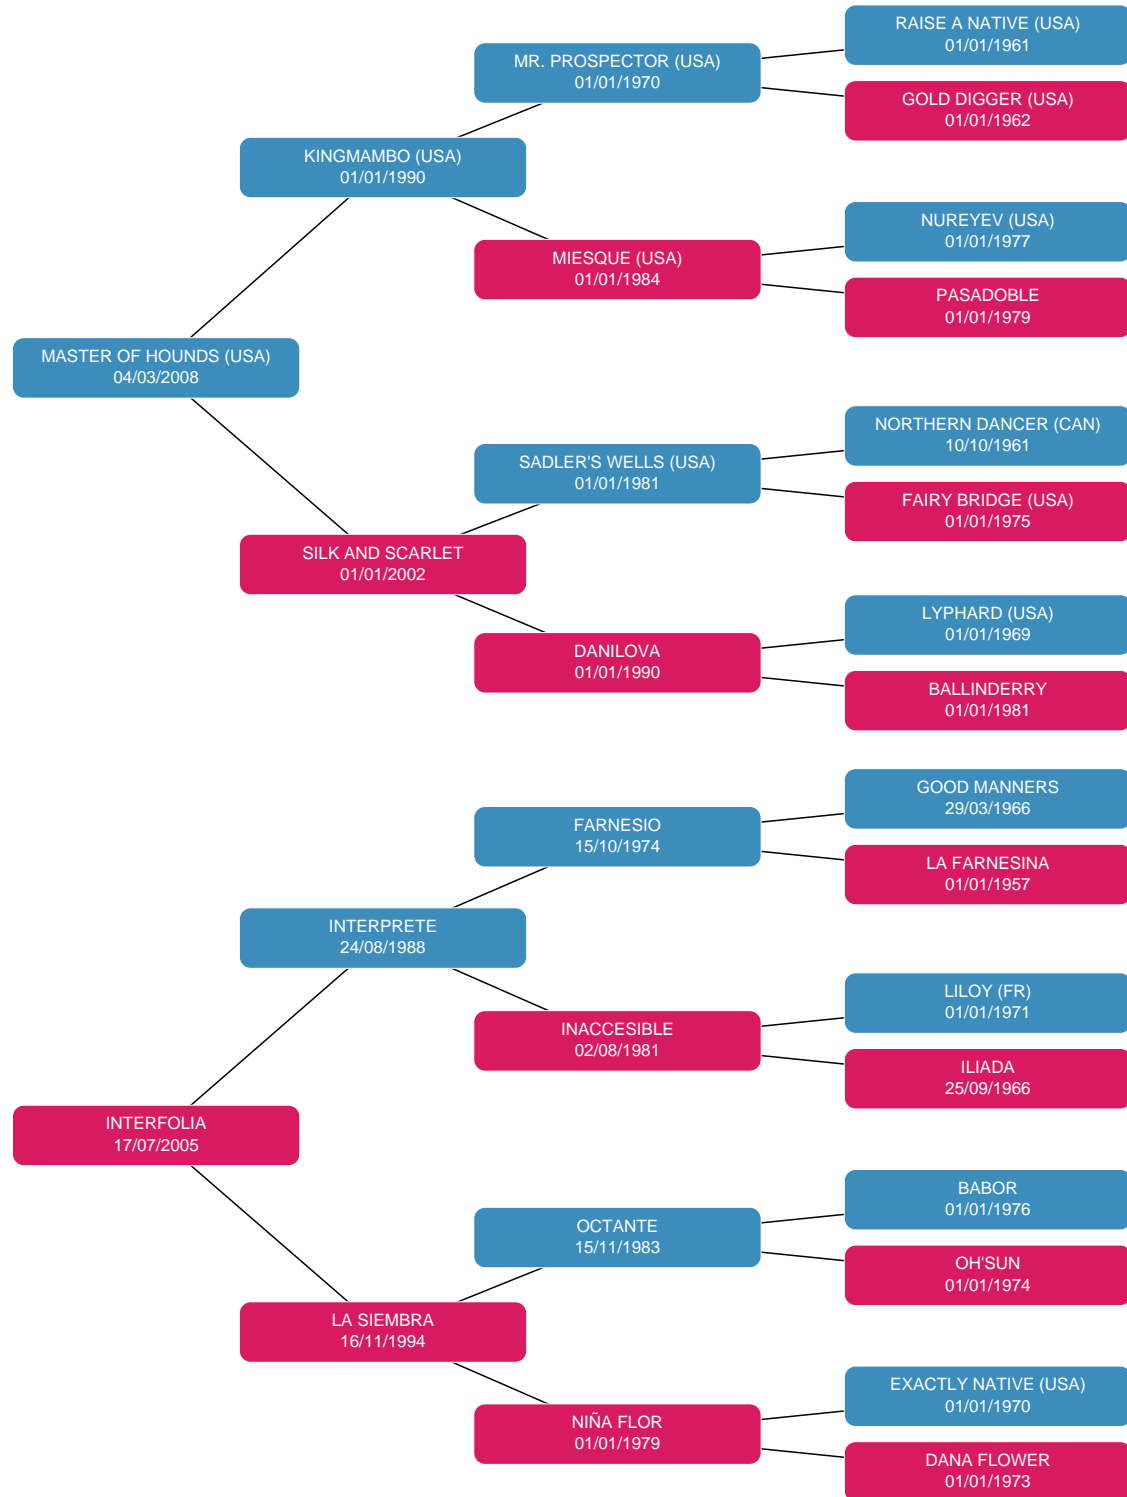 RAISE A NATIVE (USA)
01/01/1961
MR. PROSPECTOR (USA)
01/01/1970
GOLD DIGGER (USA)
01/01/1962
KINGMAMBO (USA)
01/01/1990
NUREYEV (USA)
01/01/1977
MIESQUE (USA)
01/01/1984
PASADOBLE
01/01/1979
MASTER OF HOUNDS (USA)
04/03/2008
NORTHERN DANCER (CAN)
10/10/1961
SADLER'S WELLS (USA)
01/01/1981
FAIRY BRIDGE (USA)
01/01/1975
SILK AND SCARLET
01/01/2002
LYPHARD (USA)
01/01/1969
DANILOVA
01/01/1990
BALLINDERRY
01/01/1981
GOOD MANNERS
29/03/1966
FARNESIO
15/10/1974
LA FARNESINA
01/01/1957
INTERPRETE
24/08/1988
LILOY (FR)
01/01/1971
INACCESIBLE
02/08/1981
ILIADA
25/09/1966
INTERFOLIA
17/07/2005
BABOR
01/01/1976
OCTANTE
15/11/1983
OH'SUN
01/01/1974
LA SIEMBRA
16/11/1994
EXACTLY NATIVE (USA)
01/01/1970
NIÑA FLOR
01/01/1979
DANA FLOWER
01/01/1973